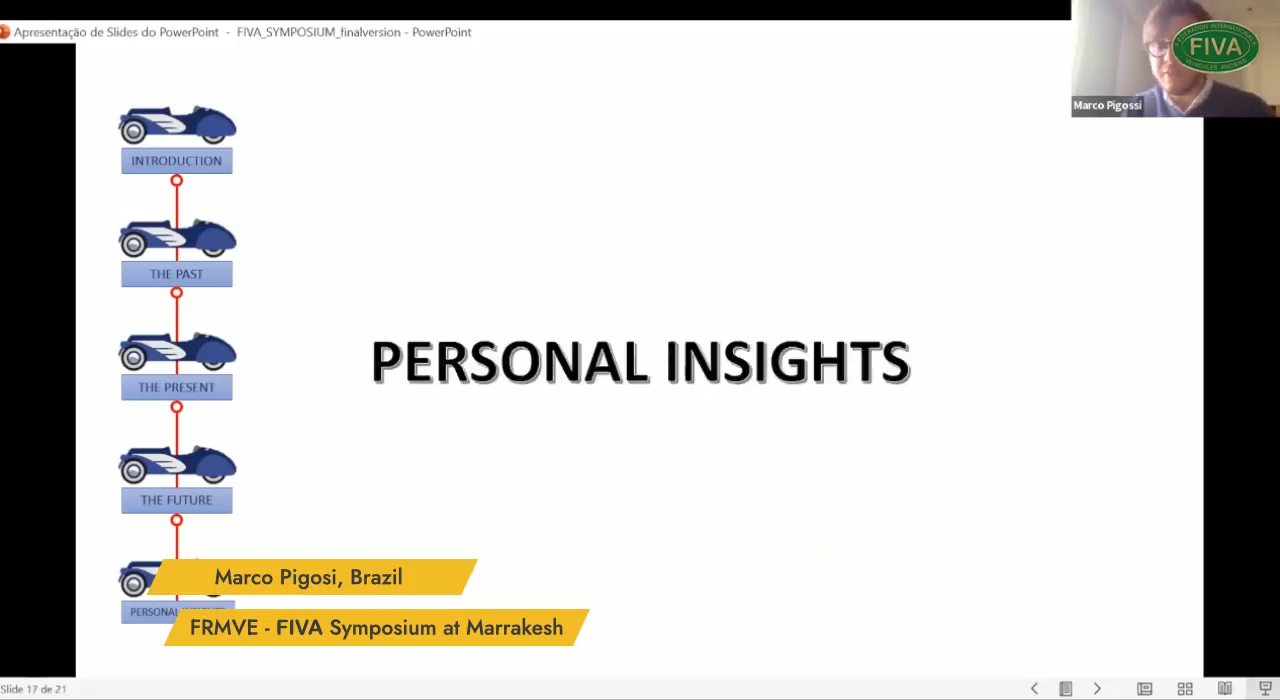 Apresentação de Slides do PowerPoint - FIVA_SYMPOSIUM_finalversion - PowerPoint
FIVA
Marco Pigossi
INTRODUCTION
THE PAST
THE PRESENT
THE FUTURE
PERSONAL
PERSONAL INSIGHTS
Marco Pigosi, Brazil
FRMVE - FIVA Symposium at Marrakesh
Slide 17 de 21